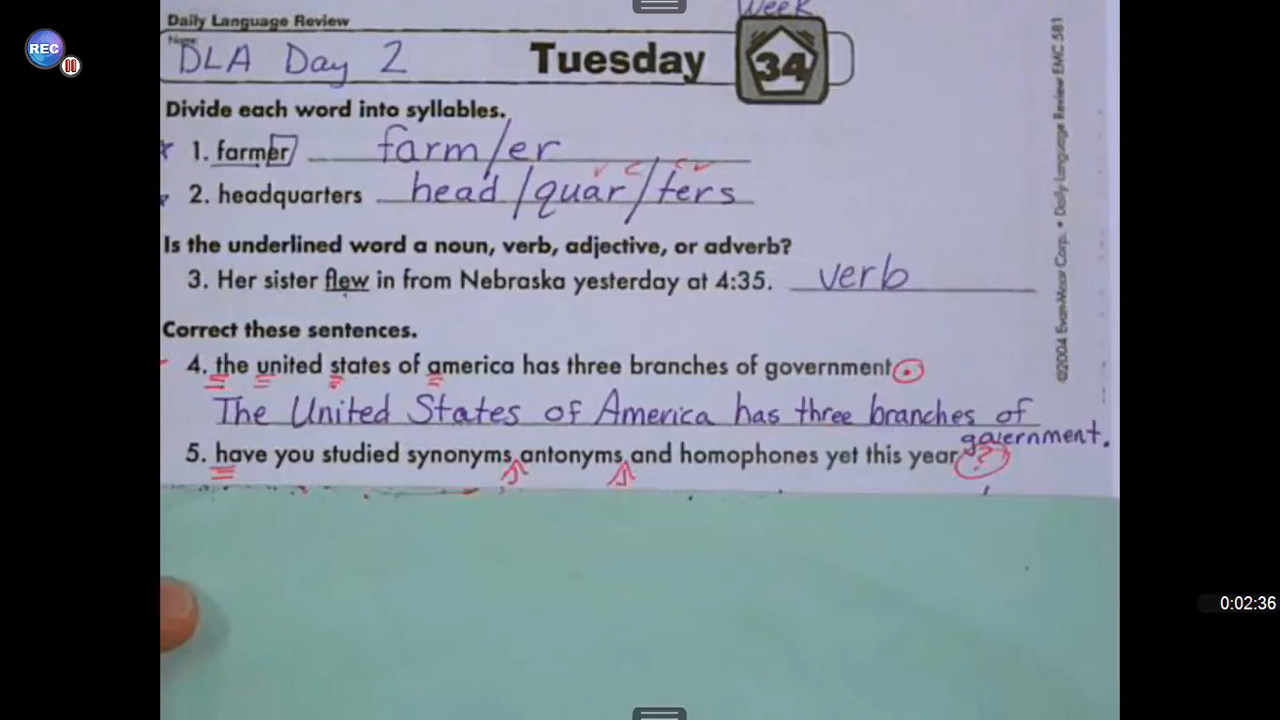 Week
Daily Language Review
REC
Name:
DLA Day 2 Tuesday 34
Divide each word into syllables.
1. farmer farm/er
2. headquarters head/quar/ters
Is the underlined word a noun, verb, adjective, or adverb?
3. Her sister flew in from Nebraska yesterday at 4:35. verb
Correct these sentences.
4. the united states of america has three branches of government.
The United States of America has three branches of
government.
5. have you studied synonyms, antonyms, and homophones yet this year?
©2004 Evan-Moor Corp. • Daily Language Review EMC 581
0:02:36